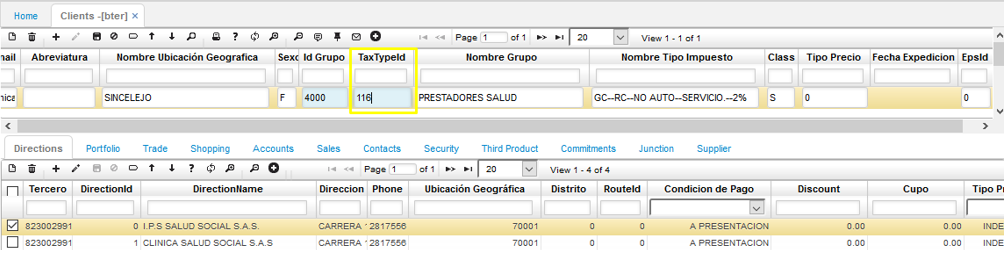 Home Clients -[bter] ×
Page 1 of 1 20 View 1 - 1 of 1
nail Abreviatura Nombre Ubicación Geografica Sexo Id Grupo TaxTypeId Nombre Grupo Nombre Tipo Impuesto Class Tipo Precio Fecha Expedicion EpsId
nica SINCELEJO F 4000 116 PRESTADORES SALUD GC--RC--NO AUTO--SERVICIO.--2% S 0 0
Directions Portfolio Trade Shopping Accounts Sales Contacts Security Third Product Commitments Junction Supplier
Page 1 of 1 20 View 1 - 4 of 4
Tercero DirectionId DirectionName Direccion Phone Ubicación Geográfica Distrito RouteId Condicion de Pago Discount Cupo Tipo P
823002991 0 I.P.S SALUD SOCIAL S.A.S. CARRERA 2817556 70001 0 0 A PRESENTACION 0.00 0.00 INDE
823002991 1 CLINICA SALUD SOCIAL S.A.S CARRERA 2817556 70001 0 0 A PRESENTACION 0.00 0.00 INDE